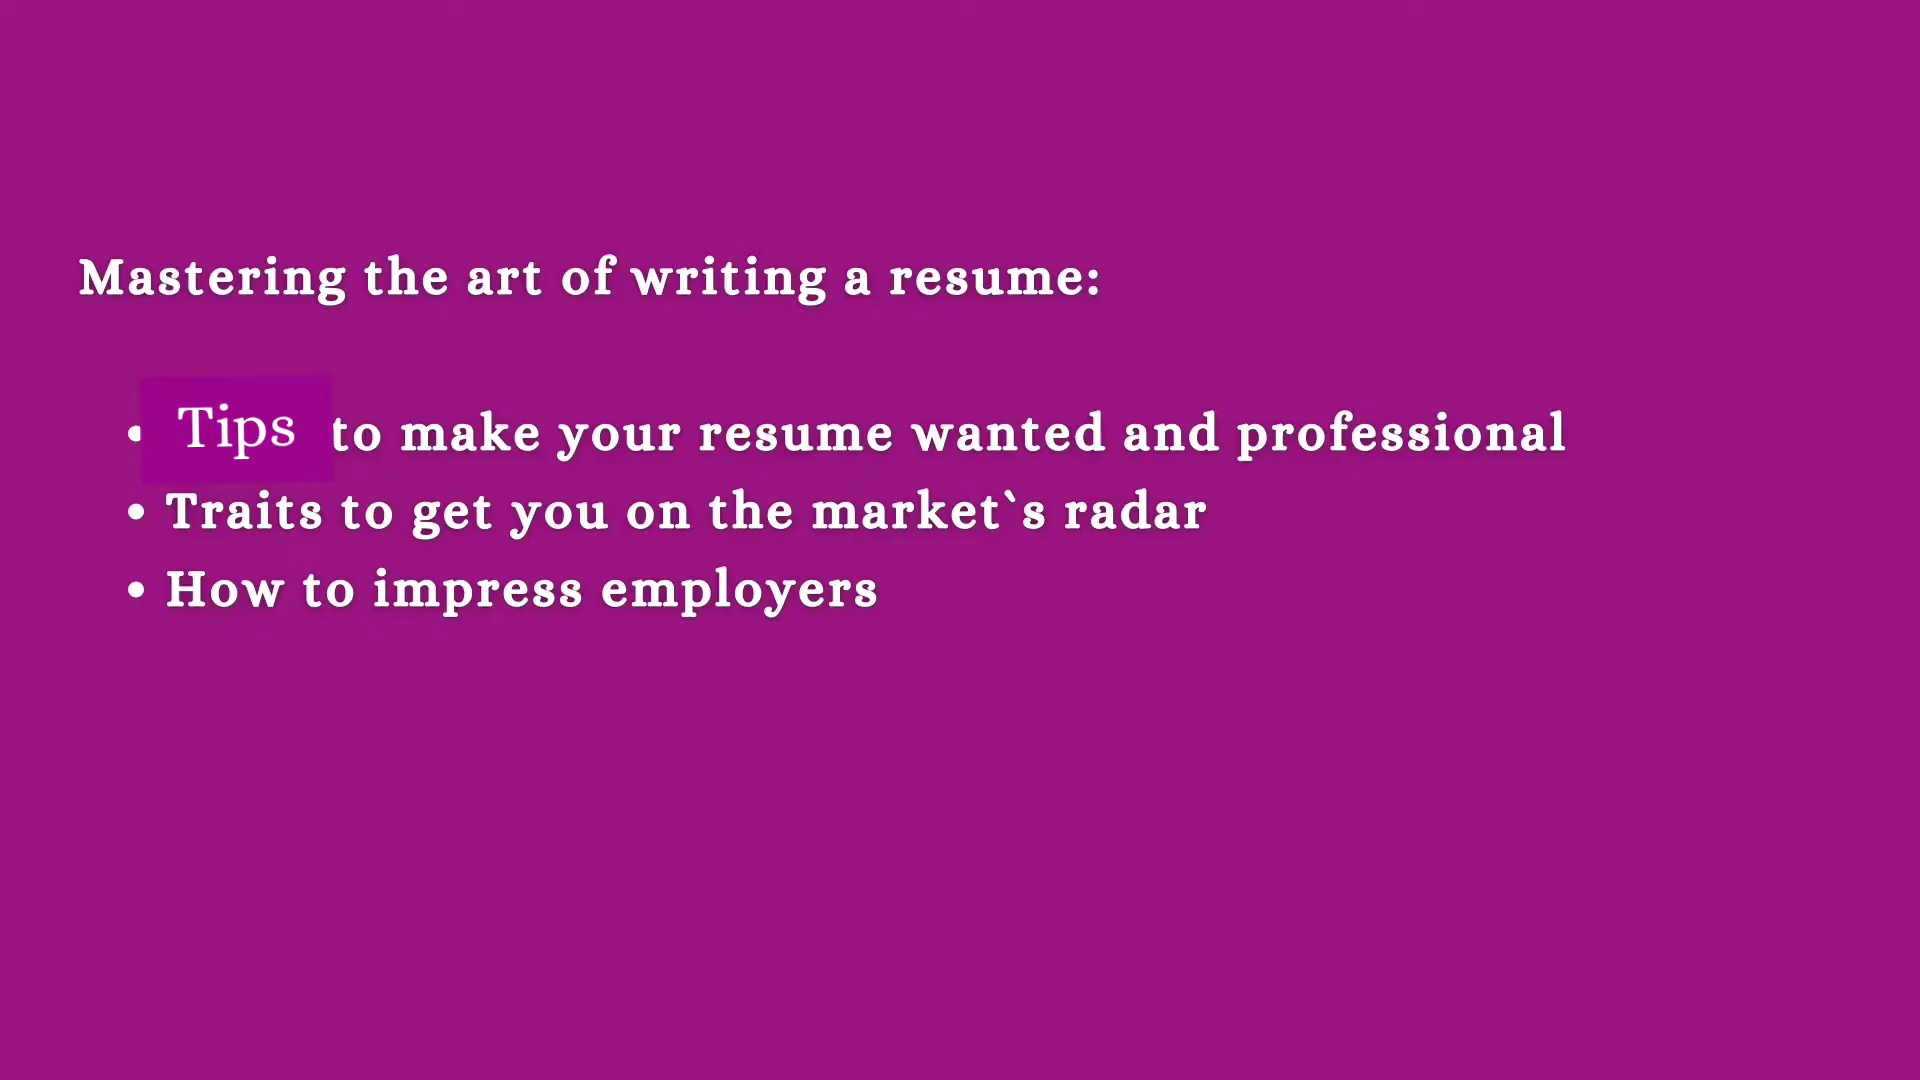 Mastering the art of writing a resume:
• Tips to make your resume wanted and professional
• Traits to get you on the market`s radar
• How to impress employers